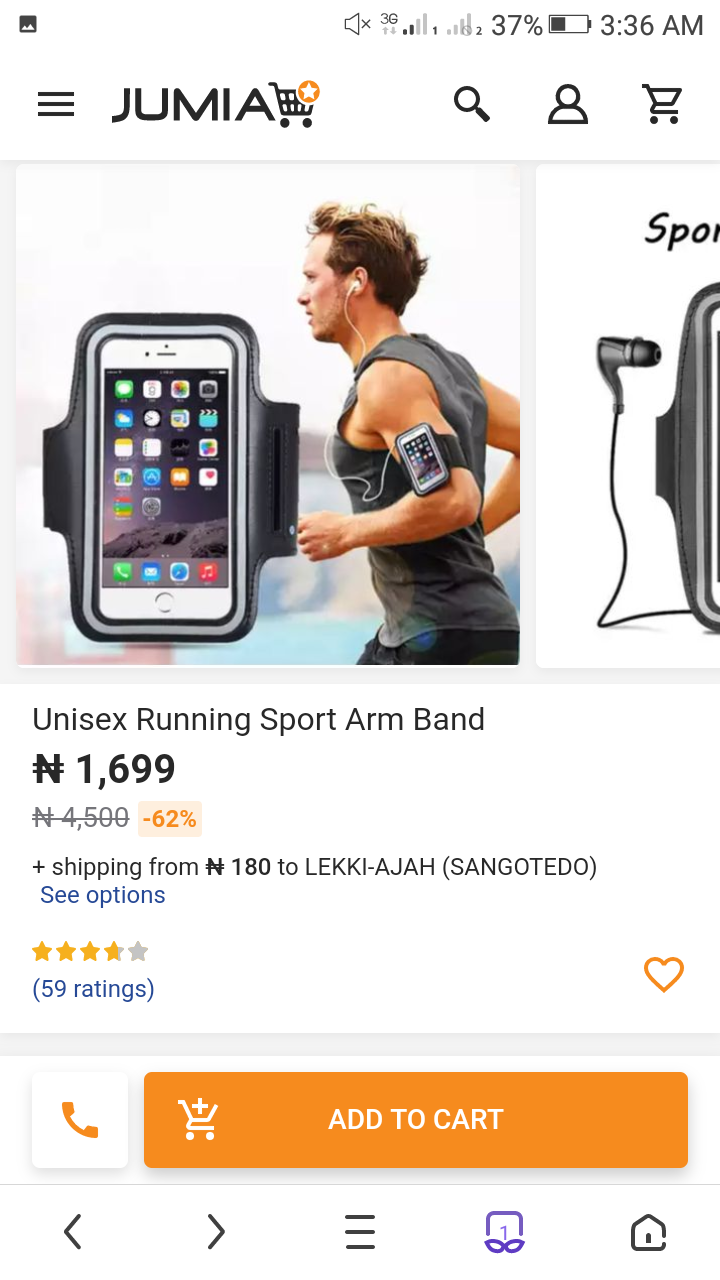 3G 1 2 37% 3:36 AM
JUMIA
Spor
Unisex Running Sport Arm Band
₦ 1,699
₦ 4,500 -62%
+ shipping from ₦ 180 to LEKKI-AJAH (SANGOTEDO)
See options
(59 ratings)
ADD TO CART
1